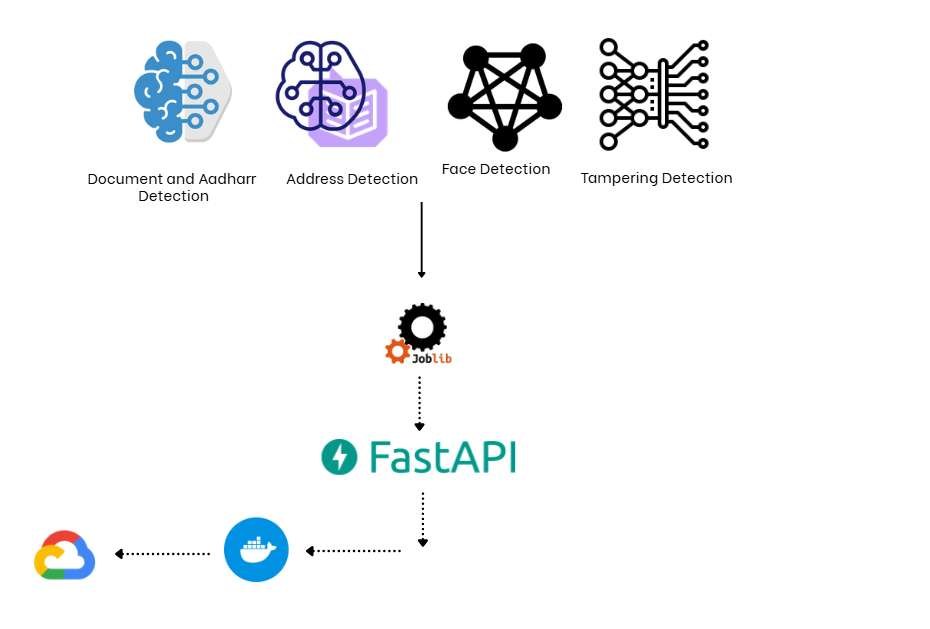 Document and Aadharr
Detection
Address Detection
Face Detection
Tampering Detection
Joblib
FastAPI